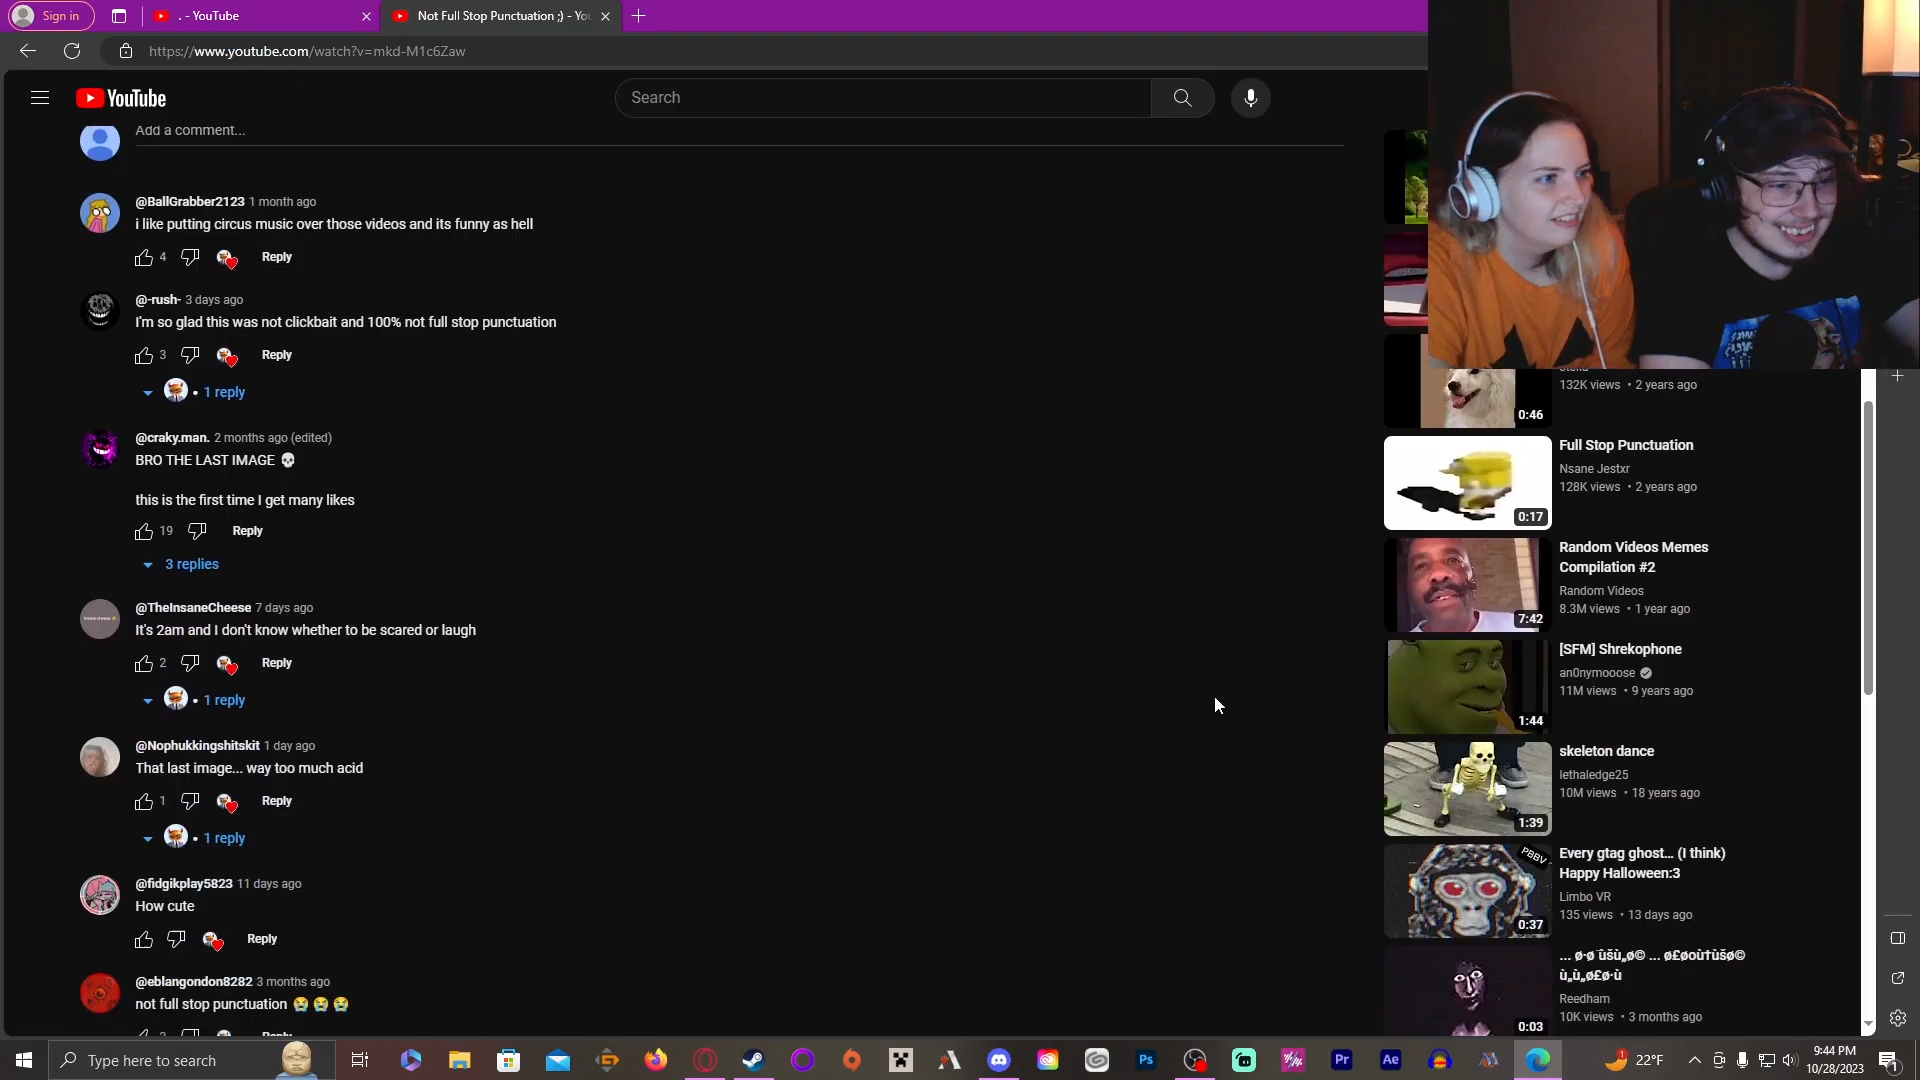 Sign in
. - YouTube
Not Full Stop Punctuation ;) - You
https://www.youtube.com/watch?v=mkd-M1c6Zaw
YouTube
Search
Add a comment...
@BallGrabber2123 1 month ago
i like putting circus music over those videos and its funny as hell
4 Reply
@-rush- 3 days ago
I'm so glad this was not clickbait and 100% not full stop punctuation
3 Reply
• 1 reply
@craky.man. 2 months ago (edited)
BRO THE LAST IMAGE 💀
this is the first time I get many likes
19 Reply
3 replies
@TheInsaneCheese 7 days ago
It's 2am and I don't know whether to be scared or laugh
2 Reply
• 1 reply
@Nophukkingshitskit 1 day ago
That last image... way too much acid
1 Reply
• 1 reply
@fidgikplay5823 11 days ago
How cute
Reply
@eblangondon8282 3 months ago
not full stop punctuation 😭😭😭
132K views • 2 years ago
0:46
Full Stop Punctuation
Nsane Jestxr
128K views • 2 years ago
0:17
Random Videos Memes
Compilation #2
Random Videos
8.3M views • 1 year ago
7:42
[SFM] Shrekophone
an0nymooose
11M views • 9 years ago
1:44
skeleton dance
lethaledge25
10M views • 18 years ago
1:39
Every gtag ghost... (I think)
Happy Halloween:3
Limbo VR
135 views • 13 days ago
PBBV
0:37
Reedham
10K views • 3 months ago
0:03
Type here to search
Ps
Pr
Ae
1
22°F
9:44 PM
10/28/2023
1